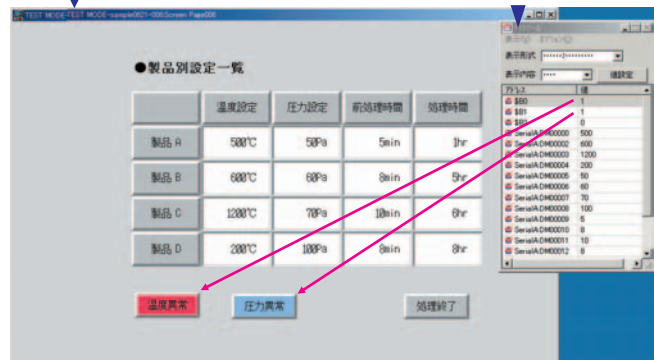 TEST MODE-TEST MODE-sample0621-006:Screen Page006
●製品別設定一覧
温度設定 圧力設定 前処理時間 処理時間
製品 A 500℃ 50Pa 5min 1hr
製品 B 600℃ 60Pa 8min 5hr
製品 C 1200℃ 70Pa 10min 6hr
製品 D 200℃ 100Pa 8min 8hr
温度異常 圧力異常 処理終了
表示形式
表示内容 値設定
アドレス 値
$B0 1
$B1 1
0
SerialA:DM00000 500
SerialA:DM00002 600
SerialA:DM00003 1200
SerialA:DM00004 200
SerialA:DM00005 50
SerialA:DM00006 60
SerialA:DM00007 70
SerialA:DM00008 100
SerialA:DM00009 5
SerialA:DM00010 8
SerialA:DM00011 10
SerialA:DM00012 8